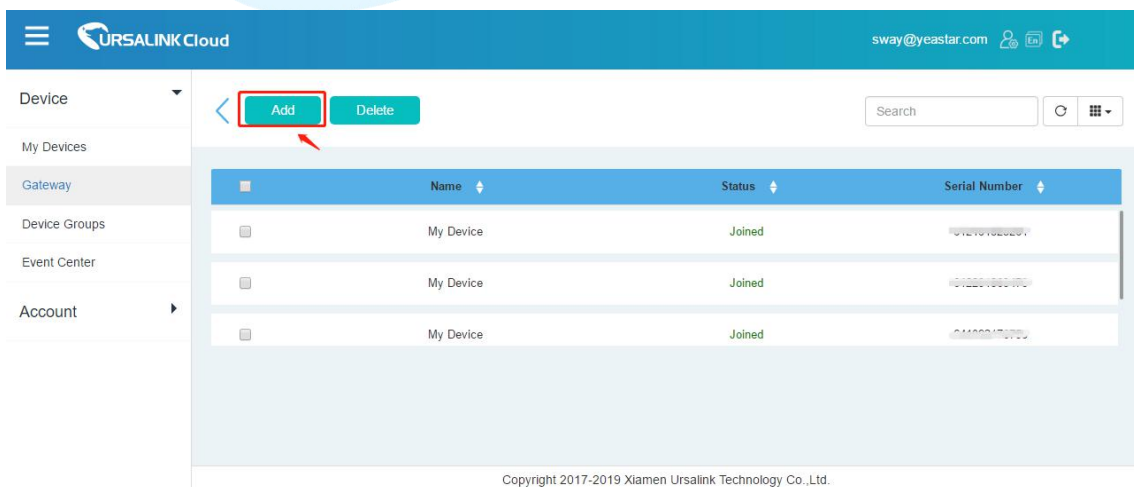 URSALINK Cloud
sway@yeastar.com En
Device
My Devices
Gateway
Device Groups
Event Center
Account
Add Delete Search
Name Status Serial Number
My Device Joined
My Device Joined
My Device Joined
Copyright 2017-2019 Xiamen Ursalink Technology Co.,Ltd.